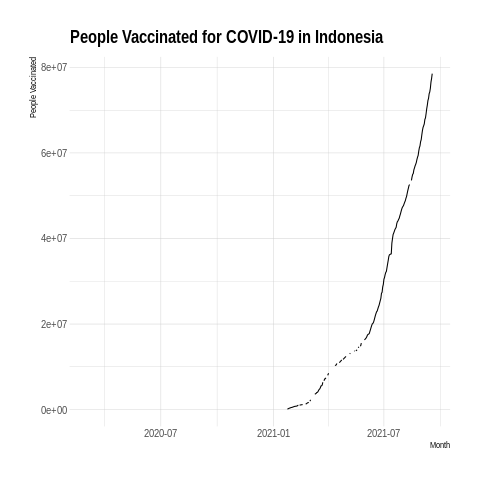 People Vaccinated for COVID-19 in Indonesia
People Vaccinated
8e+07
6e+07
4e+07
2e+07
0e+00
2020-07
2021-01
2021-07
Month